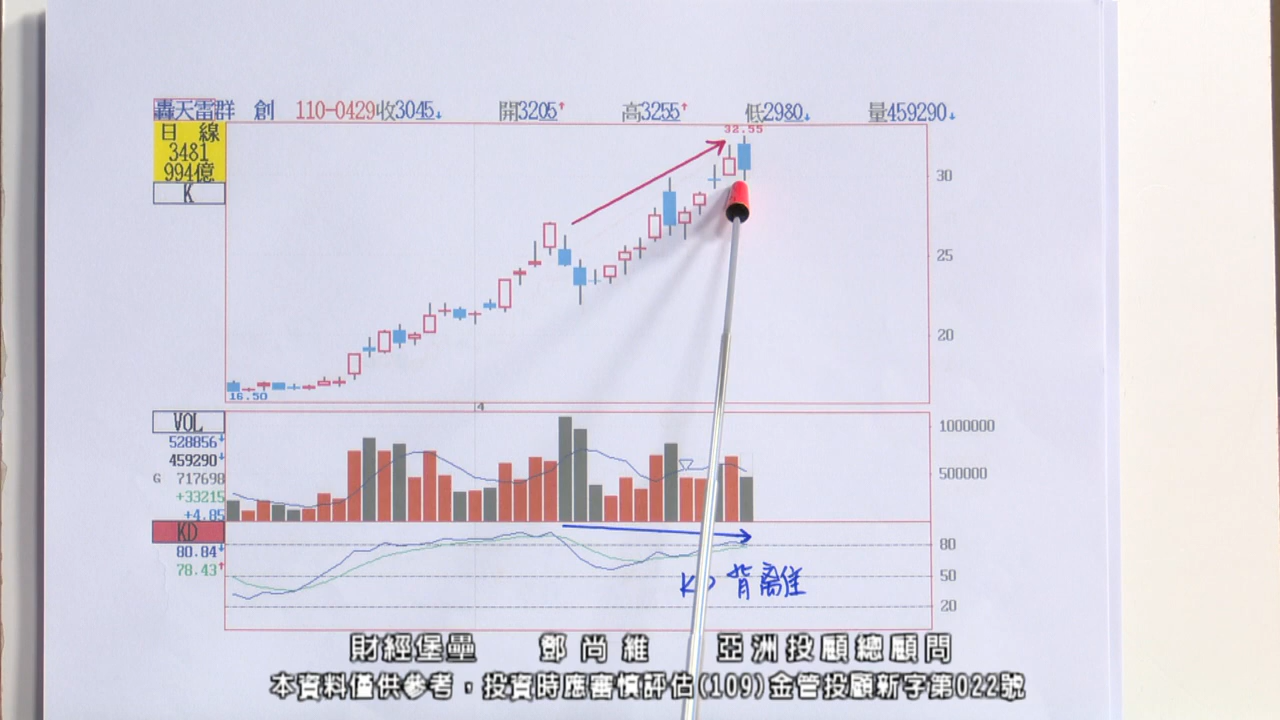 轟天雷群 創 110-0429收3045↓ 開3205↑ 高3255↑ 低2980↓ 量459290↓
日線
3481
994億
K
32.55
30
25
20
16.50
4
VOL
528856↓
459290↓
G 717698
+33215
+4.85
1000000
500000
KD
80.84↓
78.43↑
80
50
20
KD 背離
財經堡壘 鄧尚維 亞洲投顧總顧問
本資料僅供參考，投資時應審慎評估(109)金管投顧新字第022號